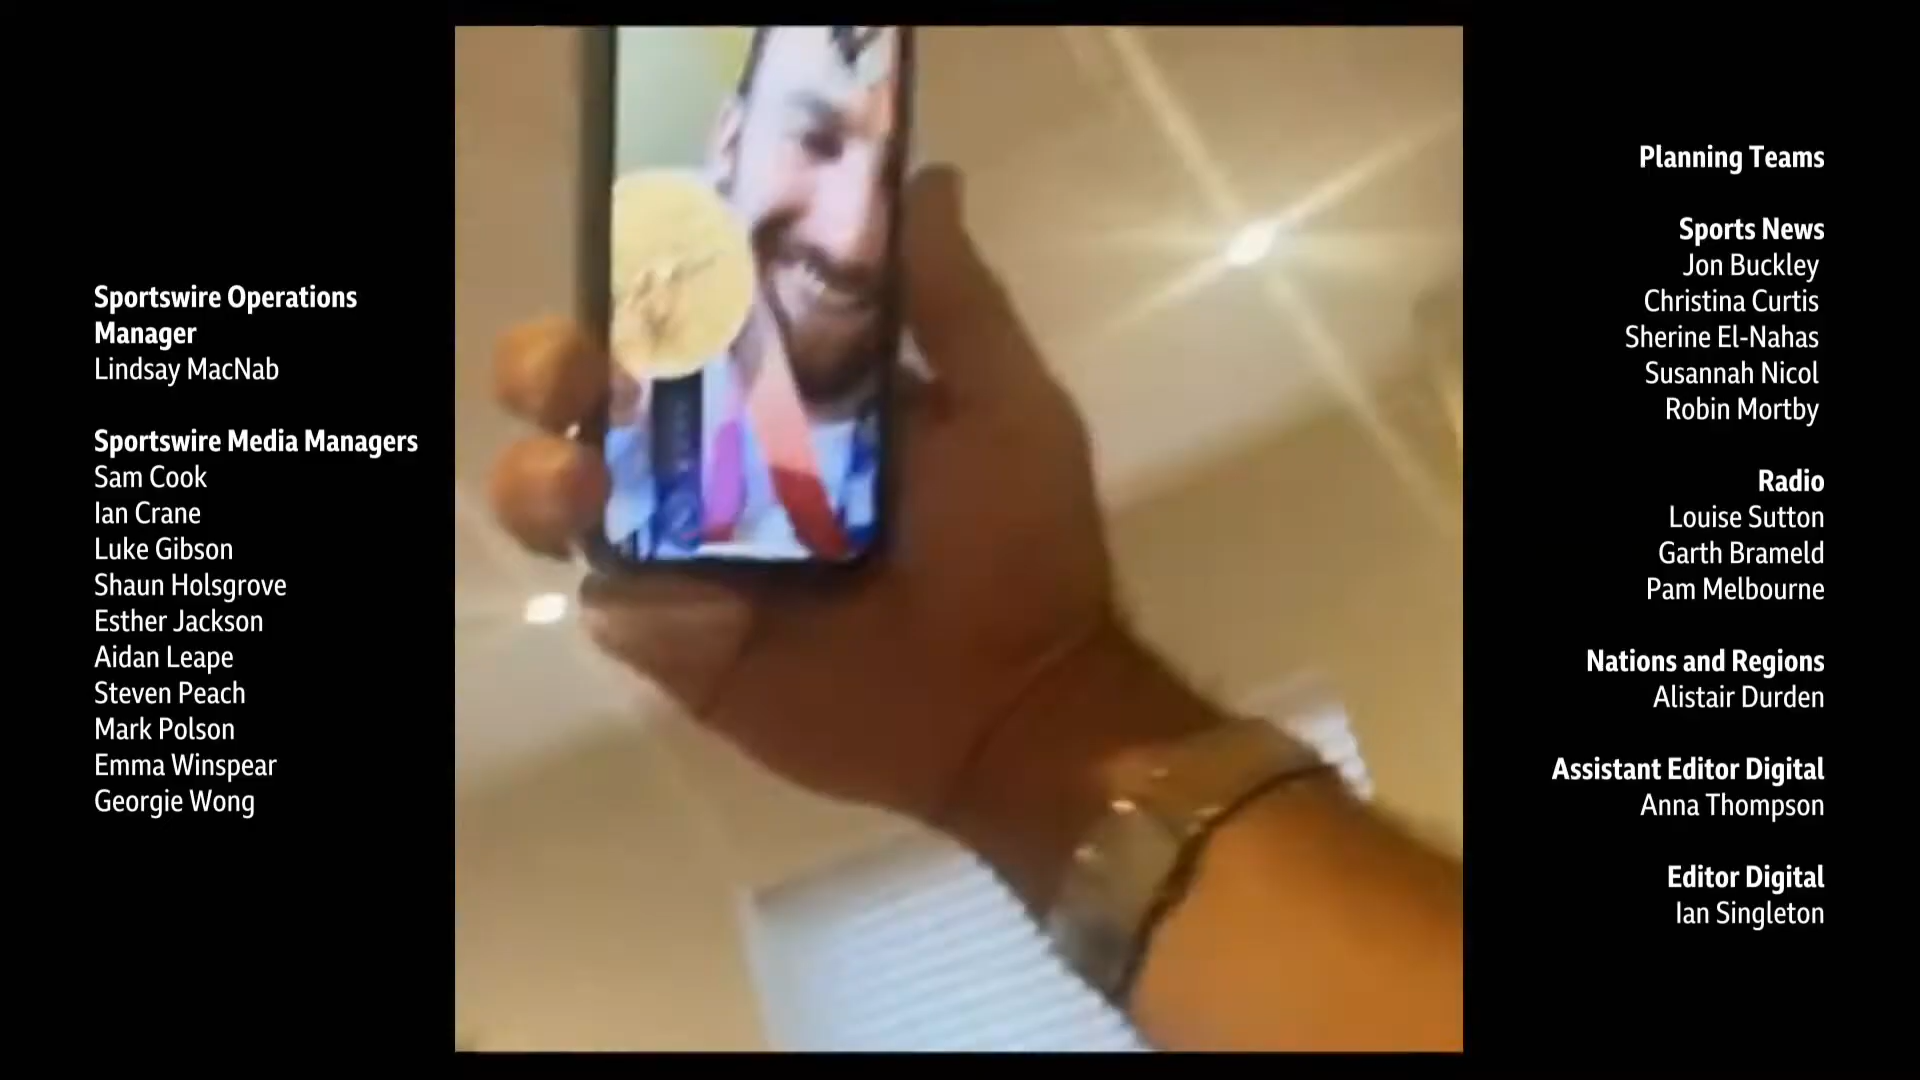 Sportswire Operations
Manager
Lindsay MacNab
Sportswire Media Managers
Sam Cook
Ian Crane
Luke Gibson
Shaun Holsgrove
Esther Jackson
Aidan Leape
Steven Peach
Mark Polson
Emma Winspear
Georgie Wong
Planning Teams
Sports News
Jon Buckley
Christina Curtis
Sherine El-Nahas
Susannah Nicol
Robin Mortby
Radio
Louise Sutton
Garth Brameld
Pam Melbourne
Nations and Regions
Alistair Durden
Assistant Editor Digital
Anna Thompson
Editor Digital
Ian Singleton